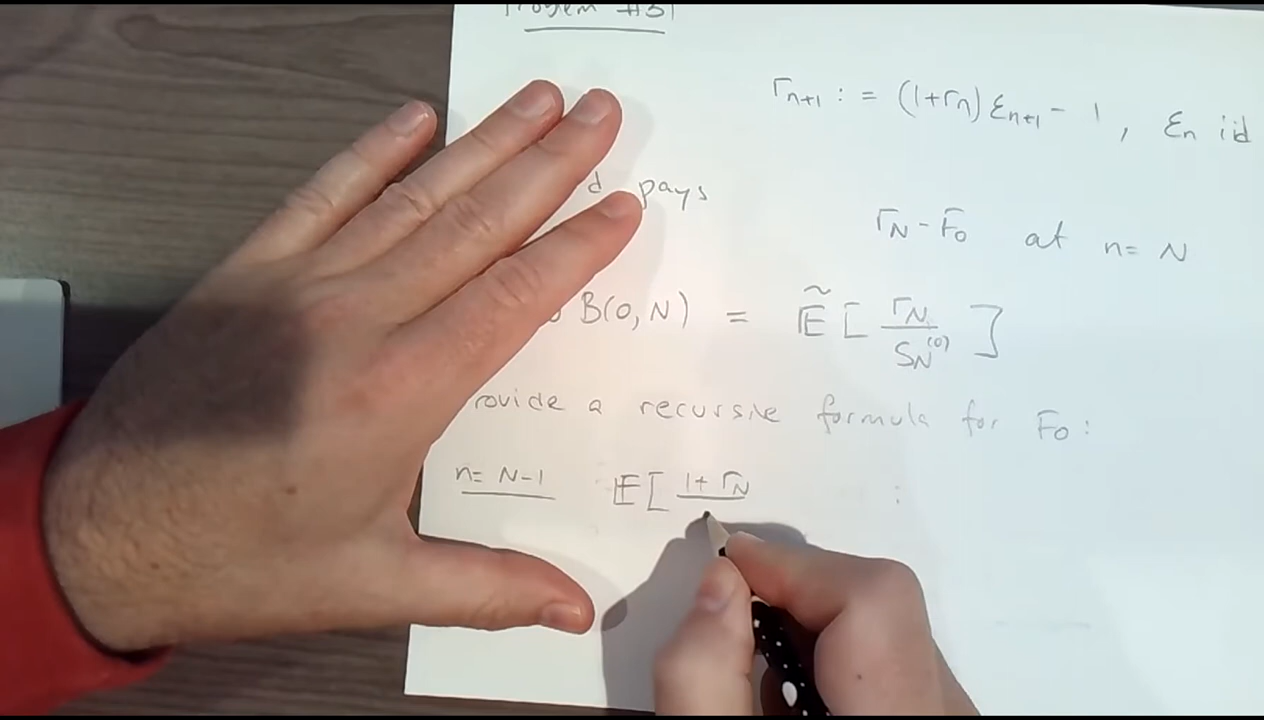 Problem #31
r_{n+1} := (1+r_n) ε_{n+1} - 1, ε_n iid
pays r_N - F_0 at n = N
B(0,N) = Ẽ [ r_N / S_N^{(0)} ]
rovide a recursive formula for F_0:
n = N-1 E [ 1 + r_N :